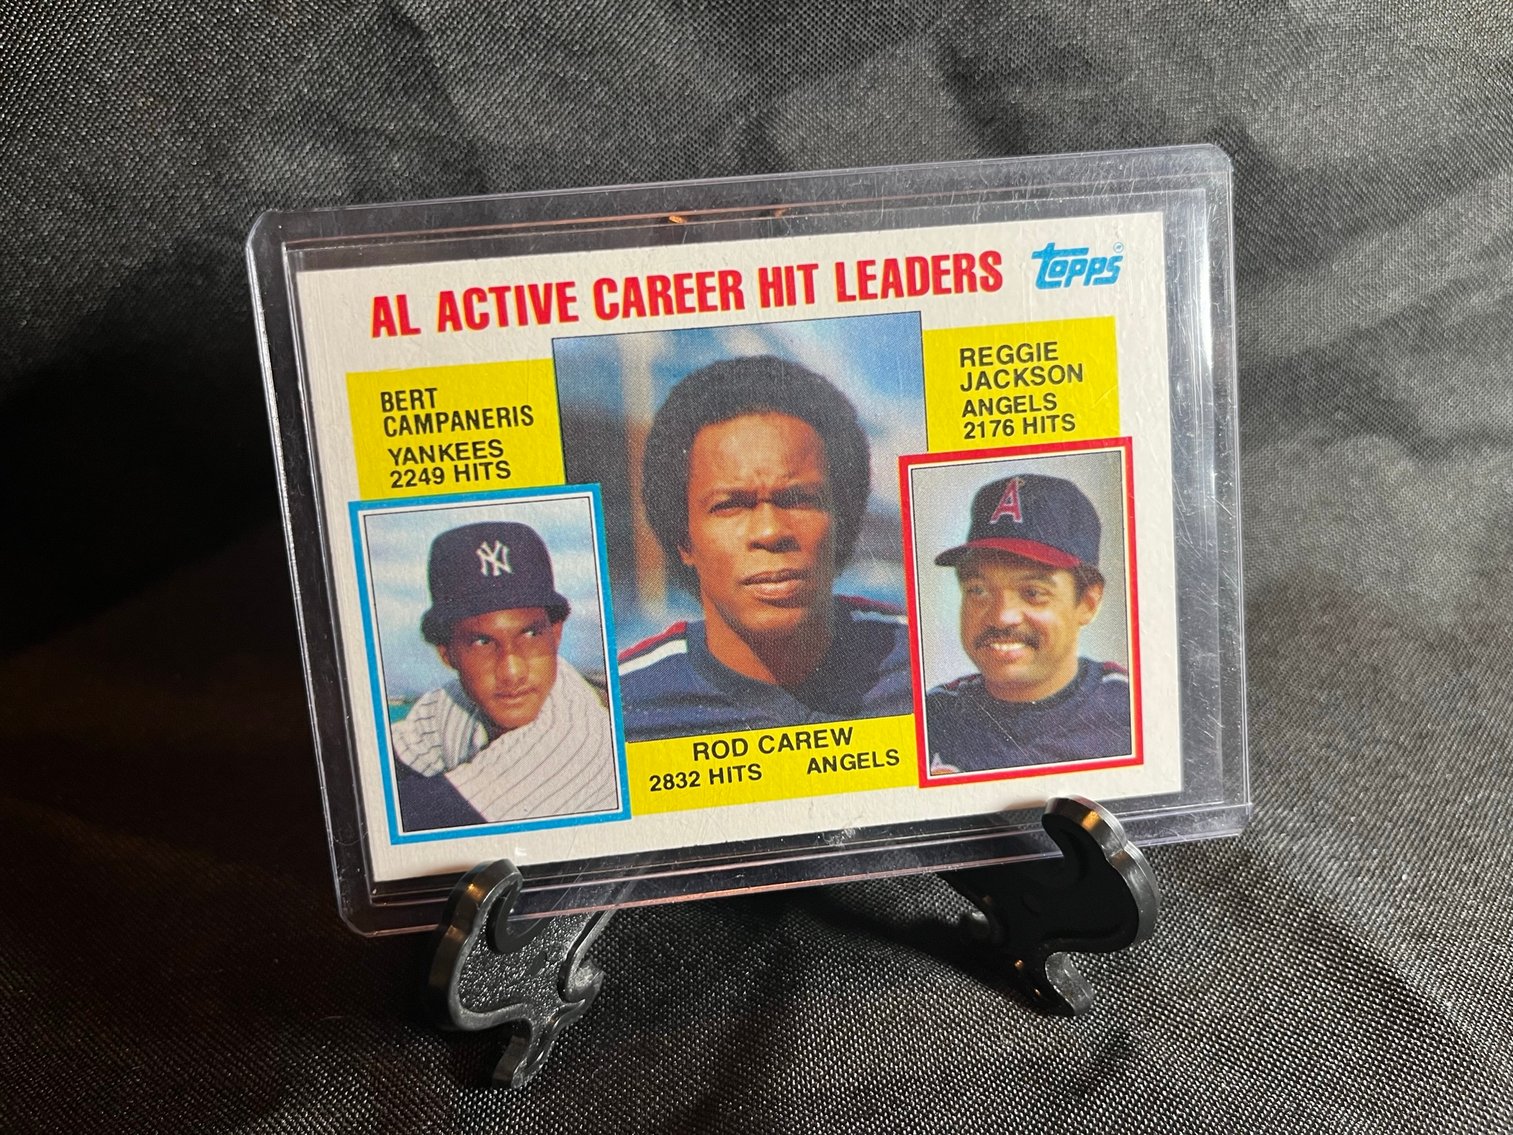 AL ACTIVE CAREER HIT LEADERS
topps
BERT
CAMPANERIS
YANKEES
2249 HITS
REGGIE
JACKSON
ANGELS
2176 HITS
NY
A
ROD CAREW
2832 HITS ANGELS